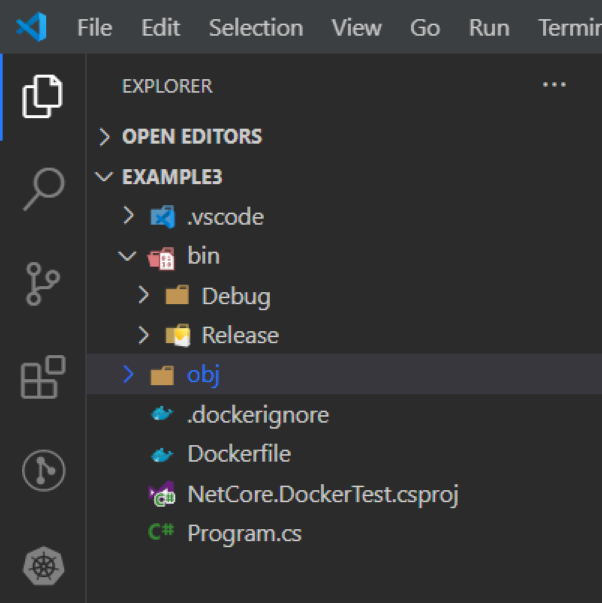 File Edit Selection View Go Run Termin
EXPLORER ...
OPEN EDITORS
EXAMPLE3
.vscode
bin
Debug
Release
obj
.dockerignore
Dockerfile
NetCore.DockerTest.csproj
C# Program.cs